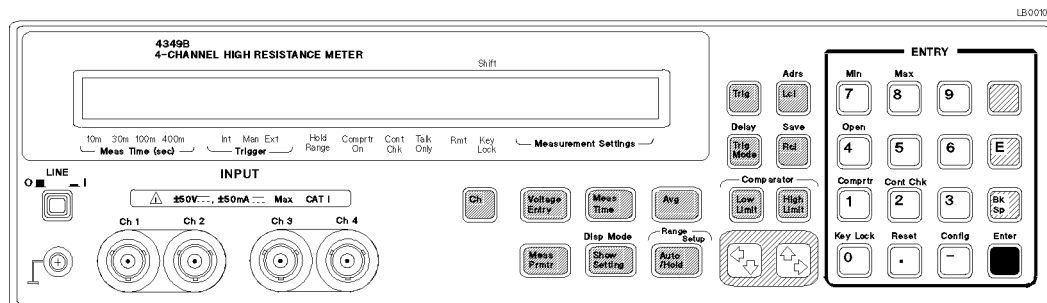 LB0010
4349B
4-CHANNEL HIGH RESISTANCE METER
Shift
10m 30m 100m 400m
Meas Time (sec)
Int Man Ext
Trigger
Hold Range
Comprtr On
Cont Chk
Talk Only
Rmt
Key Lock
Measurement Settings
LINE
O I
INPUT
±50V, ±50mA Max CAT I
Ch 1 Ch 2 Ch 3 Ch 4
Ch
Voltage Entry
Meas Time
Avg
Disp Mode
Range Setup
Meas Prmtr
Show Setting
Auto /Hold
Adrs
Trig
Lcl
Delay
Save
Trig Mode
Rcl
Comparator
Low Limit
High Limit
ENTRY
Min Max
7 8 9
Open
4 5 6 E
Comprtr Cont Chk
1 2 3 Bk Sp
Key Lock Reset Config Enter
0 . −